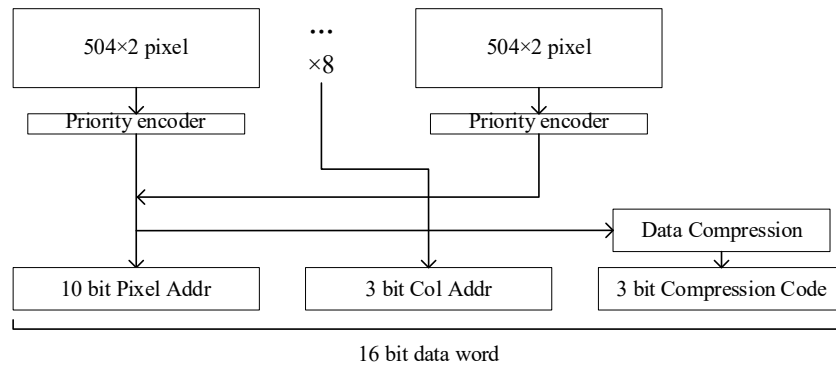 504×2 pixel
...
×8
504×2 pixel
Priority encoder
Priority encoder
Data Compression
10 bit Pixel Addr
3 bit Col Addr
3 bit Compression Code
16 bit data word